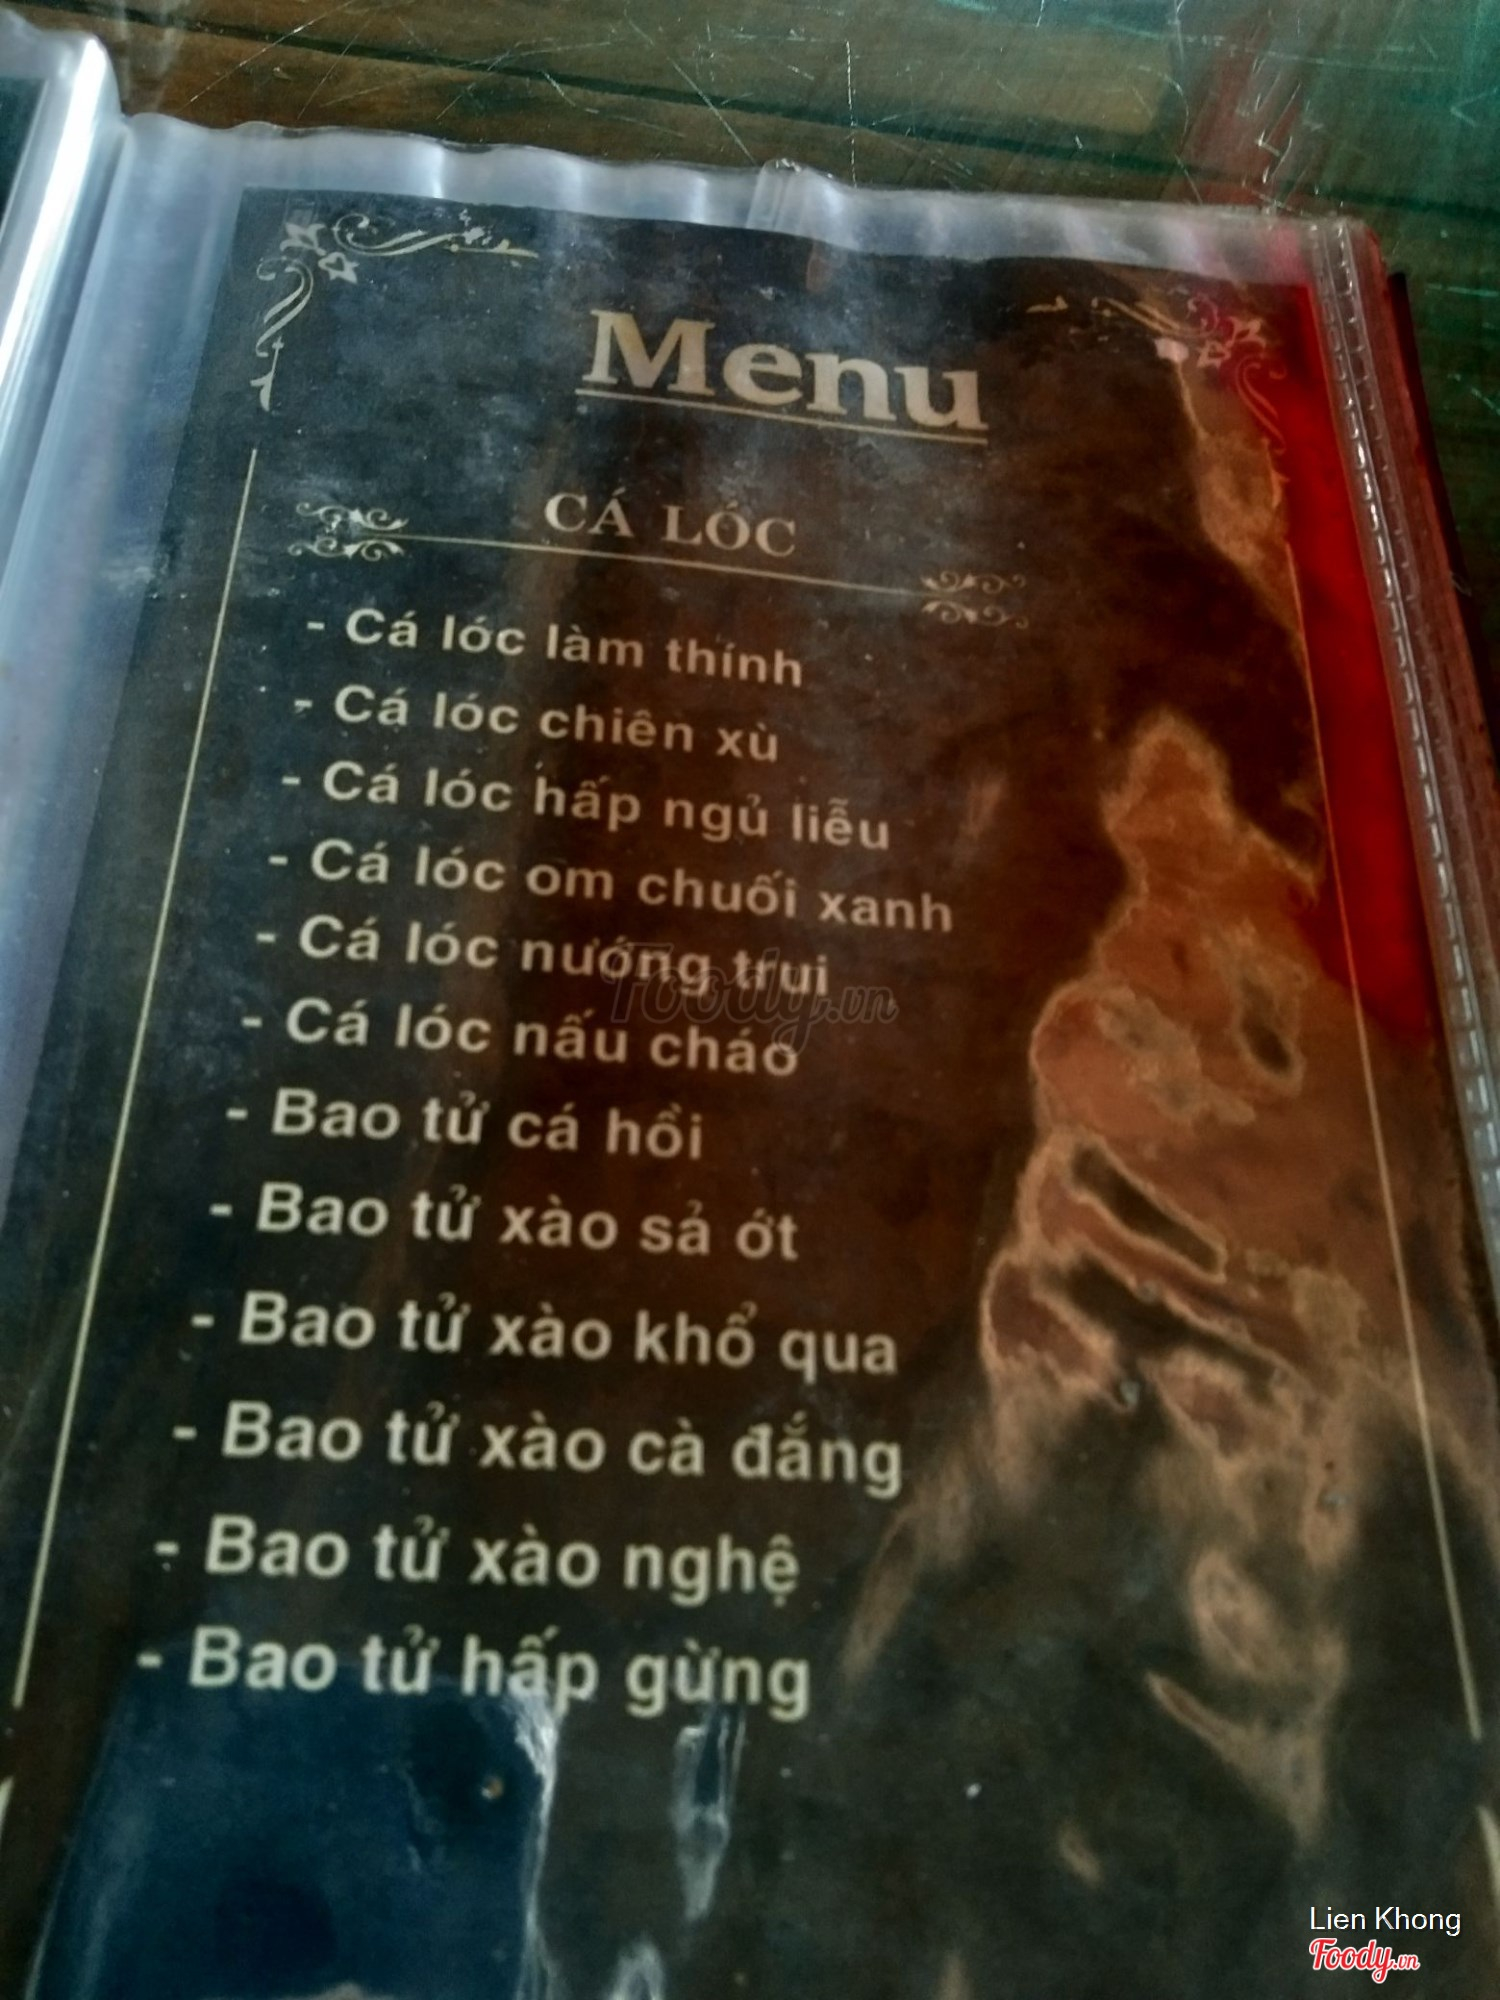 Menu
CÁ LÓC
- Cá lóc làm thính
- Cá lóc chiên xù
- Cá lóc hấp ngủ liễu
- Cá lóc om chuối xanh
- Cá lóc nướng trui
- Cá lóc nấu cháo
- Bao tử cá hồi
- Bao tử xào sả ớt
- Bao tử xào khổ qua
- Bao tử xào cà đắng
- Bao tử xào nghệ
- Bao tử hấp gừng
Foody.vn
Lien Khong
Foody.vn